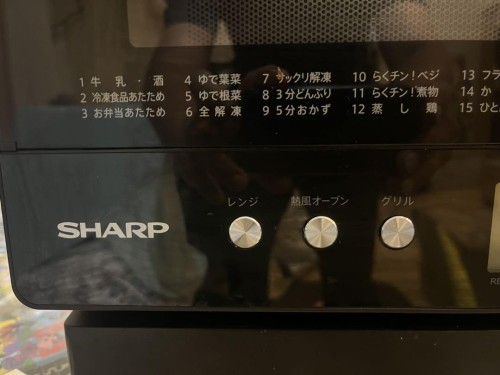 1 牛乳・酒 4 ゆで葉菜 7 サックリ解凍 10 らくチン!ベジ 13 フラ
2 冷凍食品あたため 5 ゆで根菜 8 3分どんぶり 11 らくチン!煮物 14 か
3 お弁当あたため 6 全解凍 9 5分おかず 12 蒸し鶏 15 ひと
レンジ 熱風オーブン グリル
SHARP
RE